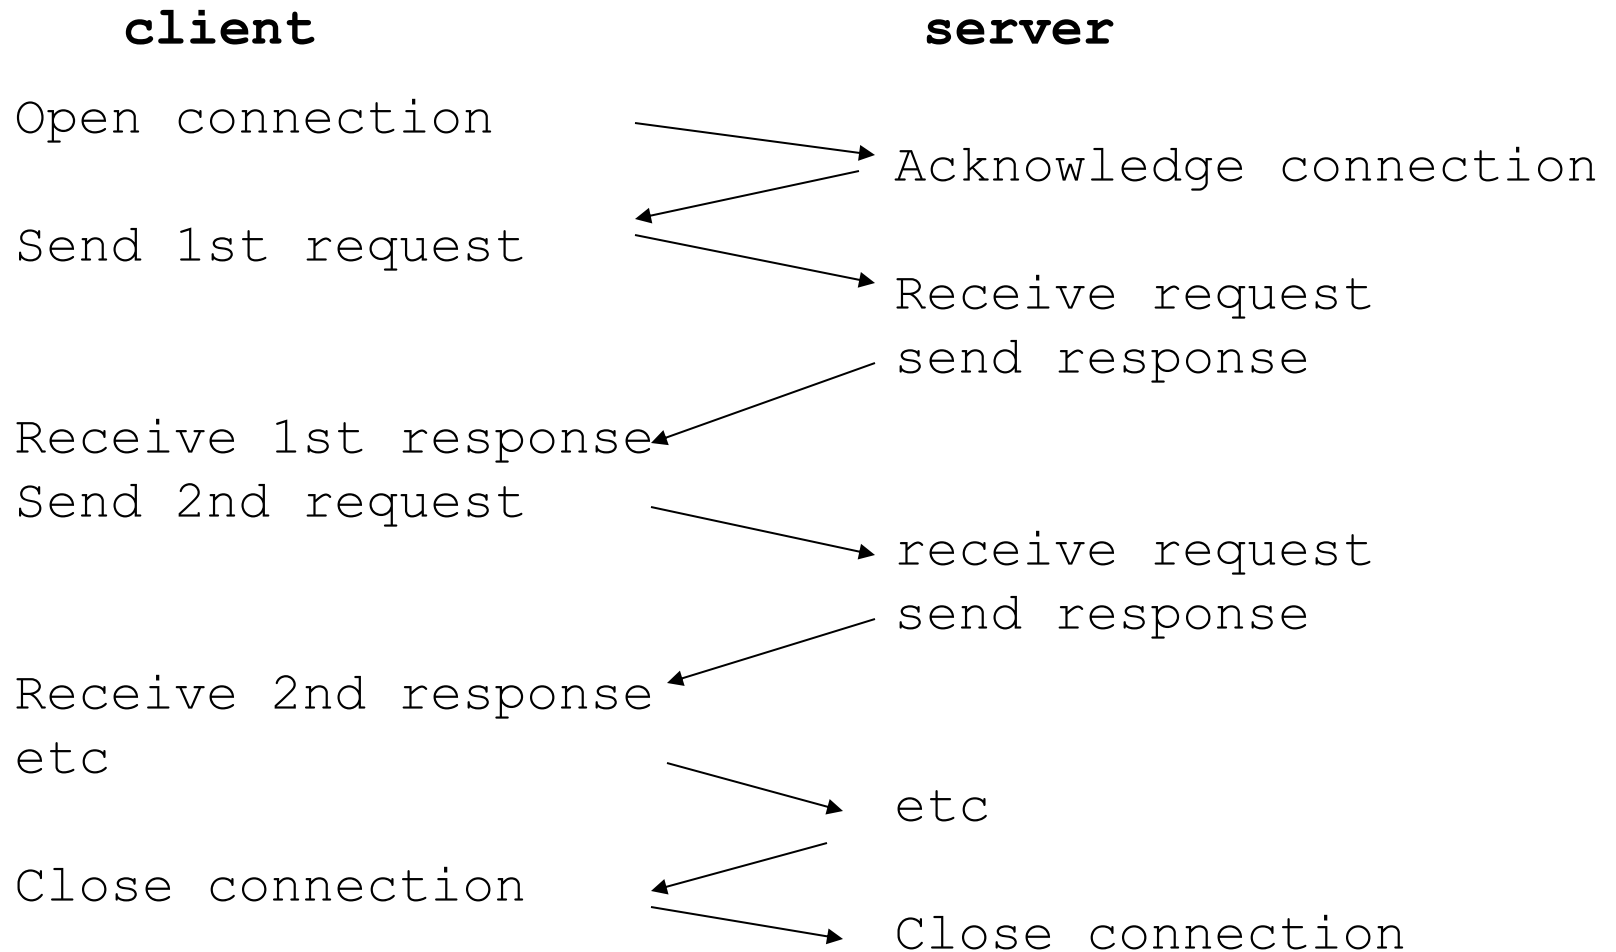 client server
Open connection
Acknowledge connection
Send 1st request
Receive request
send response
Receive 1st response
Send 2nd request
receive request
send response
Receive 2nd response
etc
etc
Close connection
Close connection